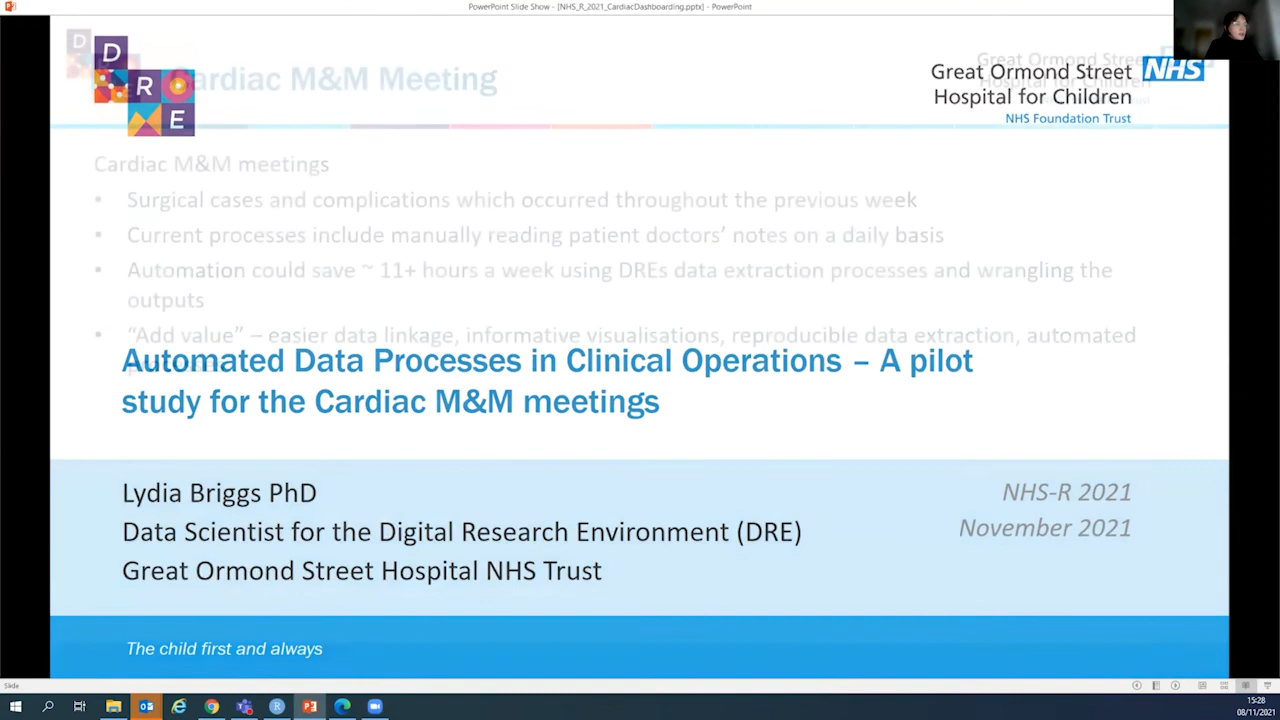 PowerPoint Slide Show - [NHS_R_2021_CardiacDashboarding.pptx] - PowerPoint
D
R
E
Cardiac M&M Meeting
Great Ormond Street
Hospital for Children
NHS
NHS Foundation Trust
Cardiac M&M meetings
• Surgical cases and complications which occurred throughout the previous week
• Current processes include manually reading patient doctors’ notes on a daily basis
• Automation could save ~ 11+ hours a week using DREs data extraction processes and wrangling the
outputs
• “Add value” – easier data linkage, informative visualisations, reproducible data extraction, automated
Automated Data Processes in Clinical Operations – A pilot
study for the Cardiac M&M meetings
Lydia Briggs PhD
Data Scientist for the Digital Research Environment (DRE)
Great Ormond Street Hospital NHS Trust
NHS-R 2021
November 2021
The child first and always
Slide
15:28
08/11/2021